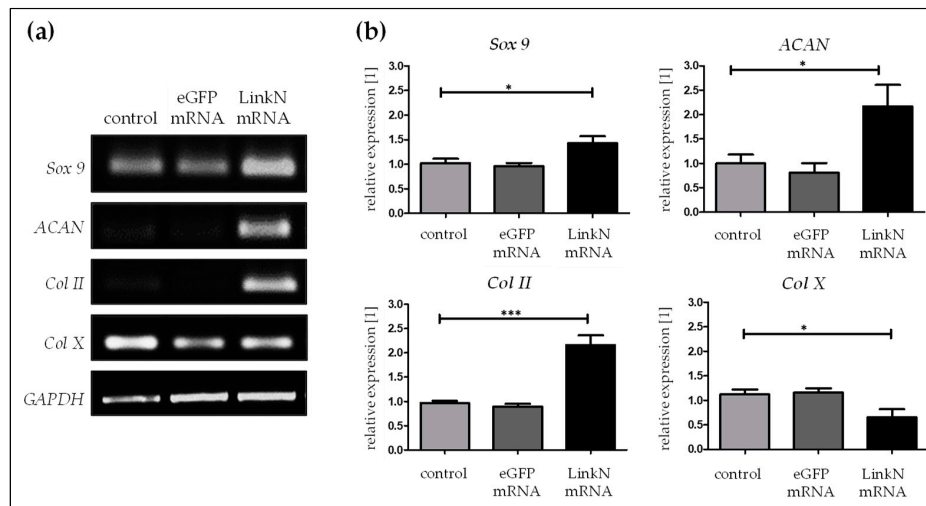 (a)
control
eGFP
mRNA
LinkN
mRNA
Sox 9
ACAN
Col II
Col X
GAPDH
(b)
Sox 9
relative expression [1]
3.0
2.5
2.0
1.5
1.0
0.5
0.0
*
control
eGFP
mRNA
LinkN
mRNA
ACAN
relative expression [1]
3.0
2.5
2.0
1.5
1.0
0.5
0.0
*
control
eGFP
mRNA
LinkN
mRNA
Col II
relative expression [1]
3.0
2.5
2.0
1.5
1.0
0.5
0.0
***
control
eGFP
mRNA
LinkN
mRNA
Col X
relative expression [1]
3.0
2.5
2.0
1.5
1.0
0.5
0.0
*
control
eGFP
mRNA
LinkN
mRNA